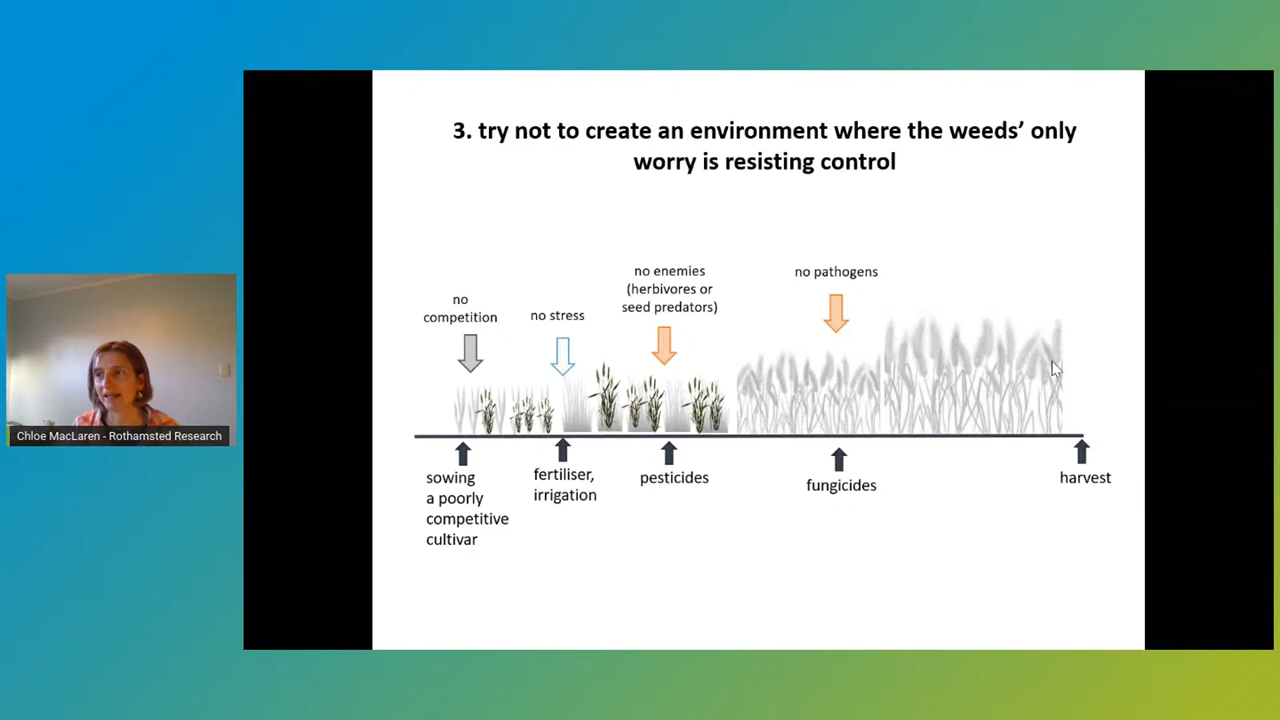 3. try not to create an environment where the weeds’ only
worry is resisting control
no enemies
(herbivores or
seed predators)
no pathogens
no
competition
no stress
sowing
a poorly
competitive
cultivar
fertiliser,
irrigation
pesticides
fungicides
harvest
Chloe MacLaren - Rothamsted Research